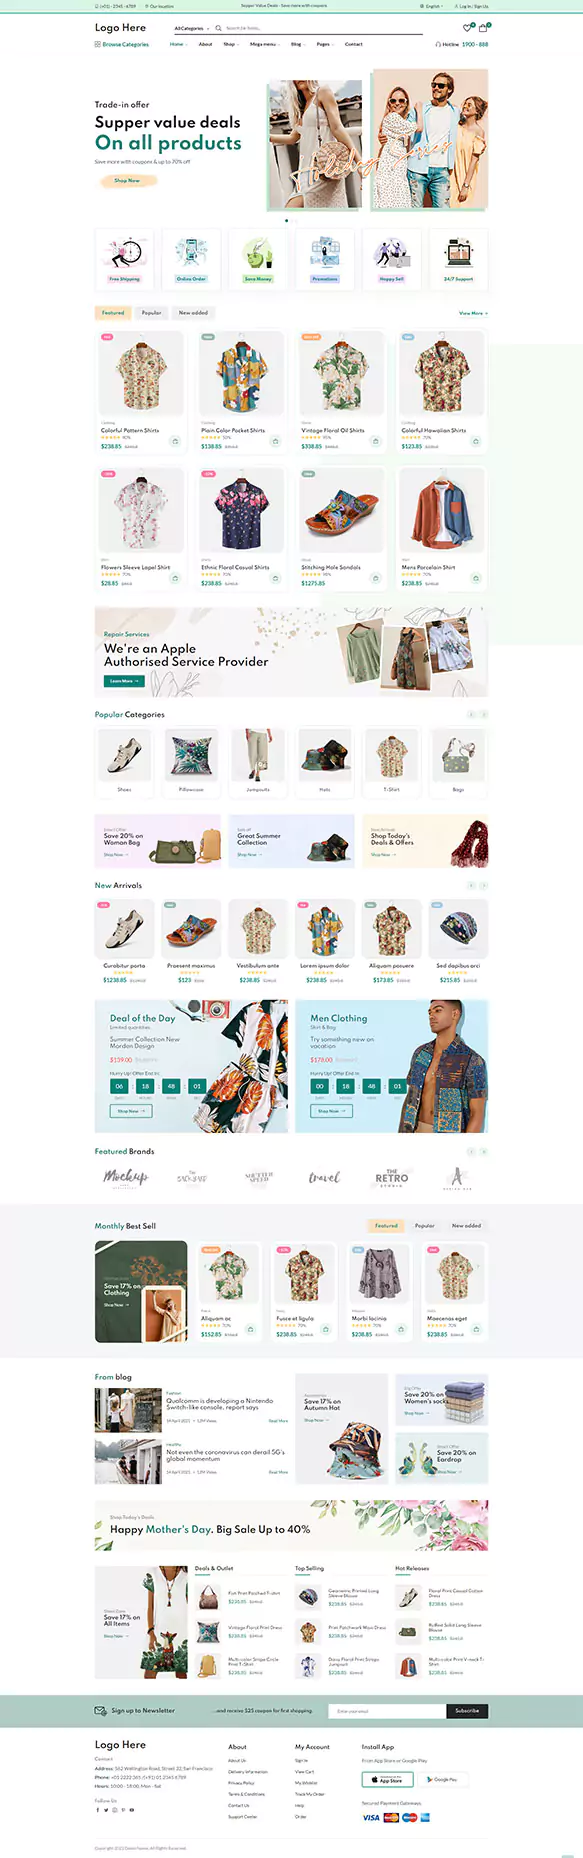 (+01) - 2345 - 6789
Our location
Supper Value Deals - Save more with coupons
English
Log In / Sign Up
Logo Here
All Categories
Browse Categories
Home
About
Shop
Mega menu
Blog
Pages
Contact
Hotline 1900 - 888
Trade-in offer
Supper value deals
On all products
Save more with coupons & up to 70% off
Shop Now
Free Shipping
Online Order
Save Money
Promotions
Happy Sell
24/7 Support
Featured
Popular
New added
View More
Colorful Pattern Shirts
$238.85
Plain Color Pocket Shirts
$138.85
Vintage Floral Oil Shirts
$338.85
Colorful Hawaiian Shirts
$123.85
Flowers Sleeve Lapel Shirt
$28.85
Ethnic Floral Casual Shirts
$238.85
Stitching Hole Sandals
$1275.85
Mens Porcelain Shirt
$238.85
Repair Services
We're an Apple
Authorised Service Provider
Learn More
Popular Categories
Shoes
Pillowcase
Jumpsuits
Hats
T-Shirt
Bags
Save 20% on
Woman Bag
Shop Now
Great Summer
Collection
Shop Now
Shop Today's
Deals & Offers
Shop Now
New Arrivals
Curabitur porta
$1238.85
Praesent maximus
$123
Vestibulum ante
$238.85
Lorem ipsum dolor
$238.85
Aliquam posuere
$173.85
Sed dapibus orci
$215.85
Deal of the Day
Limited quantities.
Summer Collection New
Morden Design
$139.00
Hurry Up! Offer End In:
06 : 18 : 48 : 01
Shop Now
Men Clothing
Shirt & Bag
Try something new on
vacation
$178.00
Hurry Up! Offer End In:
00 : 18 : 48 : 01
Shop Now
Featured Brands
Mockup
THE
BACKYARD
SHUTTER
SPEED
travel
THE
RETRO
STUDIO
Monthly Best Sell
Featured
Popular
New added
Save 17% on
Clothing
Shop Now
Aliquam ac
$152.85
Fusce et ligula
$238.85
Morbi lacinia
$238.85
Maecenas eget
$238.85
From blog
Fashion
Qualcomm is developing a Nintendo
Switch-like console, report says
14 April 2021
Read More
Healthy
Not even the coronavirus can derail 5G's
global momentum
14 April 2021
Read More
Save 17% on
Autumn Hat
Shop Now
Save 20% on
Women's socks
Shop Now
Save 20% on
Eardrop
Shop Now
Shop Today's Deals
Happy Mother's Day. Big Sale Up to 40%
Save 17% on
All Items
Shop Now
Deals & Outlet
Fish Print Patched T-shirt
$238.85
Vintage Floral Print Dress
$238.85
Multi-color Stripe Circle
Print T-Shirt
$238.85
Top Selling
Geometric Printed Long
Sleeve Blouse
$238.85
Print Patchwork Maxi Dress
$238.85
Daisy Floral Print Straps
Jumpsuit
$238.85
Hot Releases
Floral Print Casual Cotton
Dress
$238.85
Ruffled Solid Long Sleeve
Blouse
$238.85
Multi-color Print V-neck T-
Shirt
$238.85
Sign up to Newsletter
...and receive $25 coupon for first shopping.
Enter your email
Subscribe
Logo Here
Contact
Address: 562 Wellington Road, Street 32, San Francisco
Phone: +01 2222 365 /(+91) 01 2345 6789
Hours: 10:00 - 18:00, Mon - Sat
Follow Us
About
About Us
Delivery Information
Privacy Policy
Terms & Conditions
Contact Us
Support Center
My Account
Sign In
View Cart
My Wishlist
Track My Order
Help
Order
Install App
From App Store or Google Play
App Store
Google Play
Secured Payment Gateways
VISA